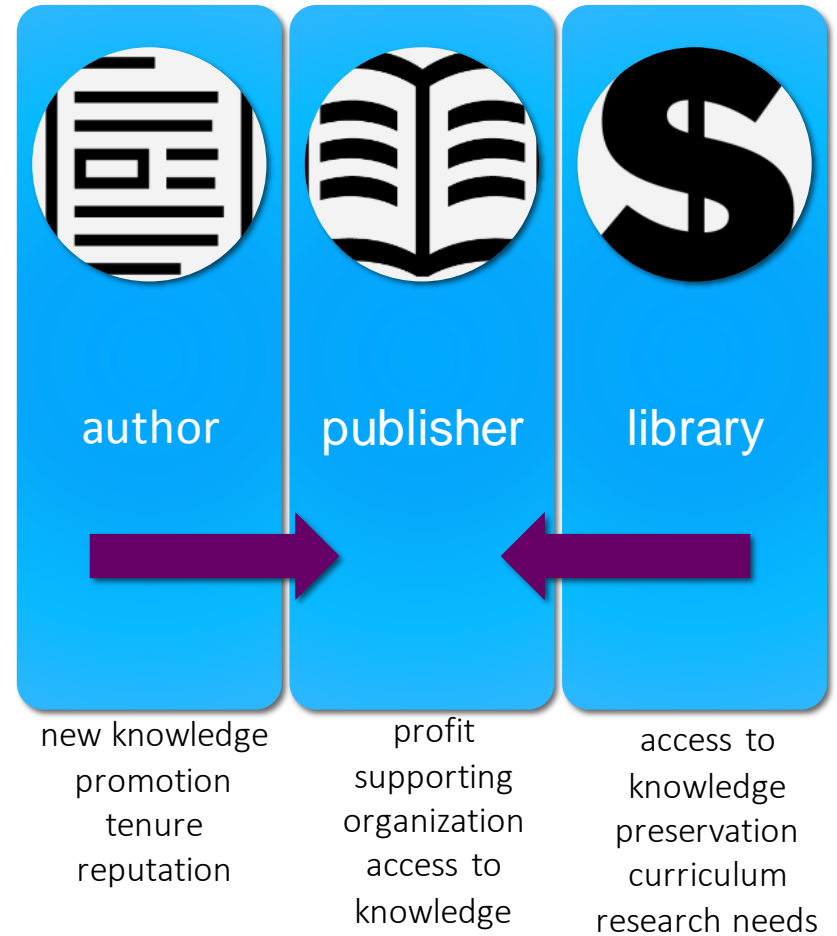 author
publisher
library
new knowledge
promotion
tenure
reputation
profit
supporting
organization
access to
knowledge
access to
knowledge
preservation
curriculum
research needs